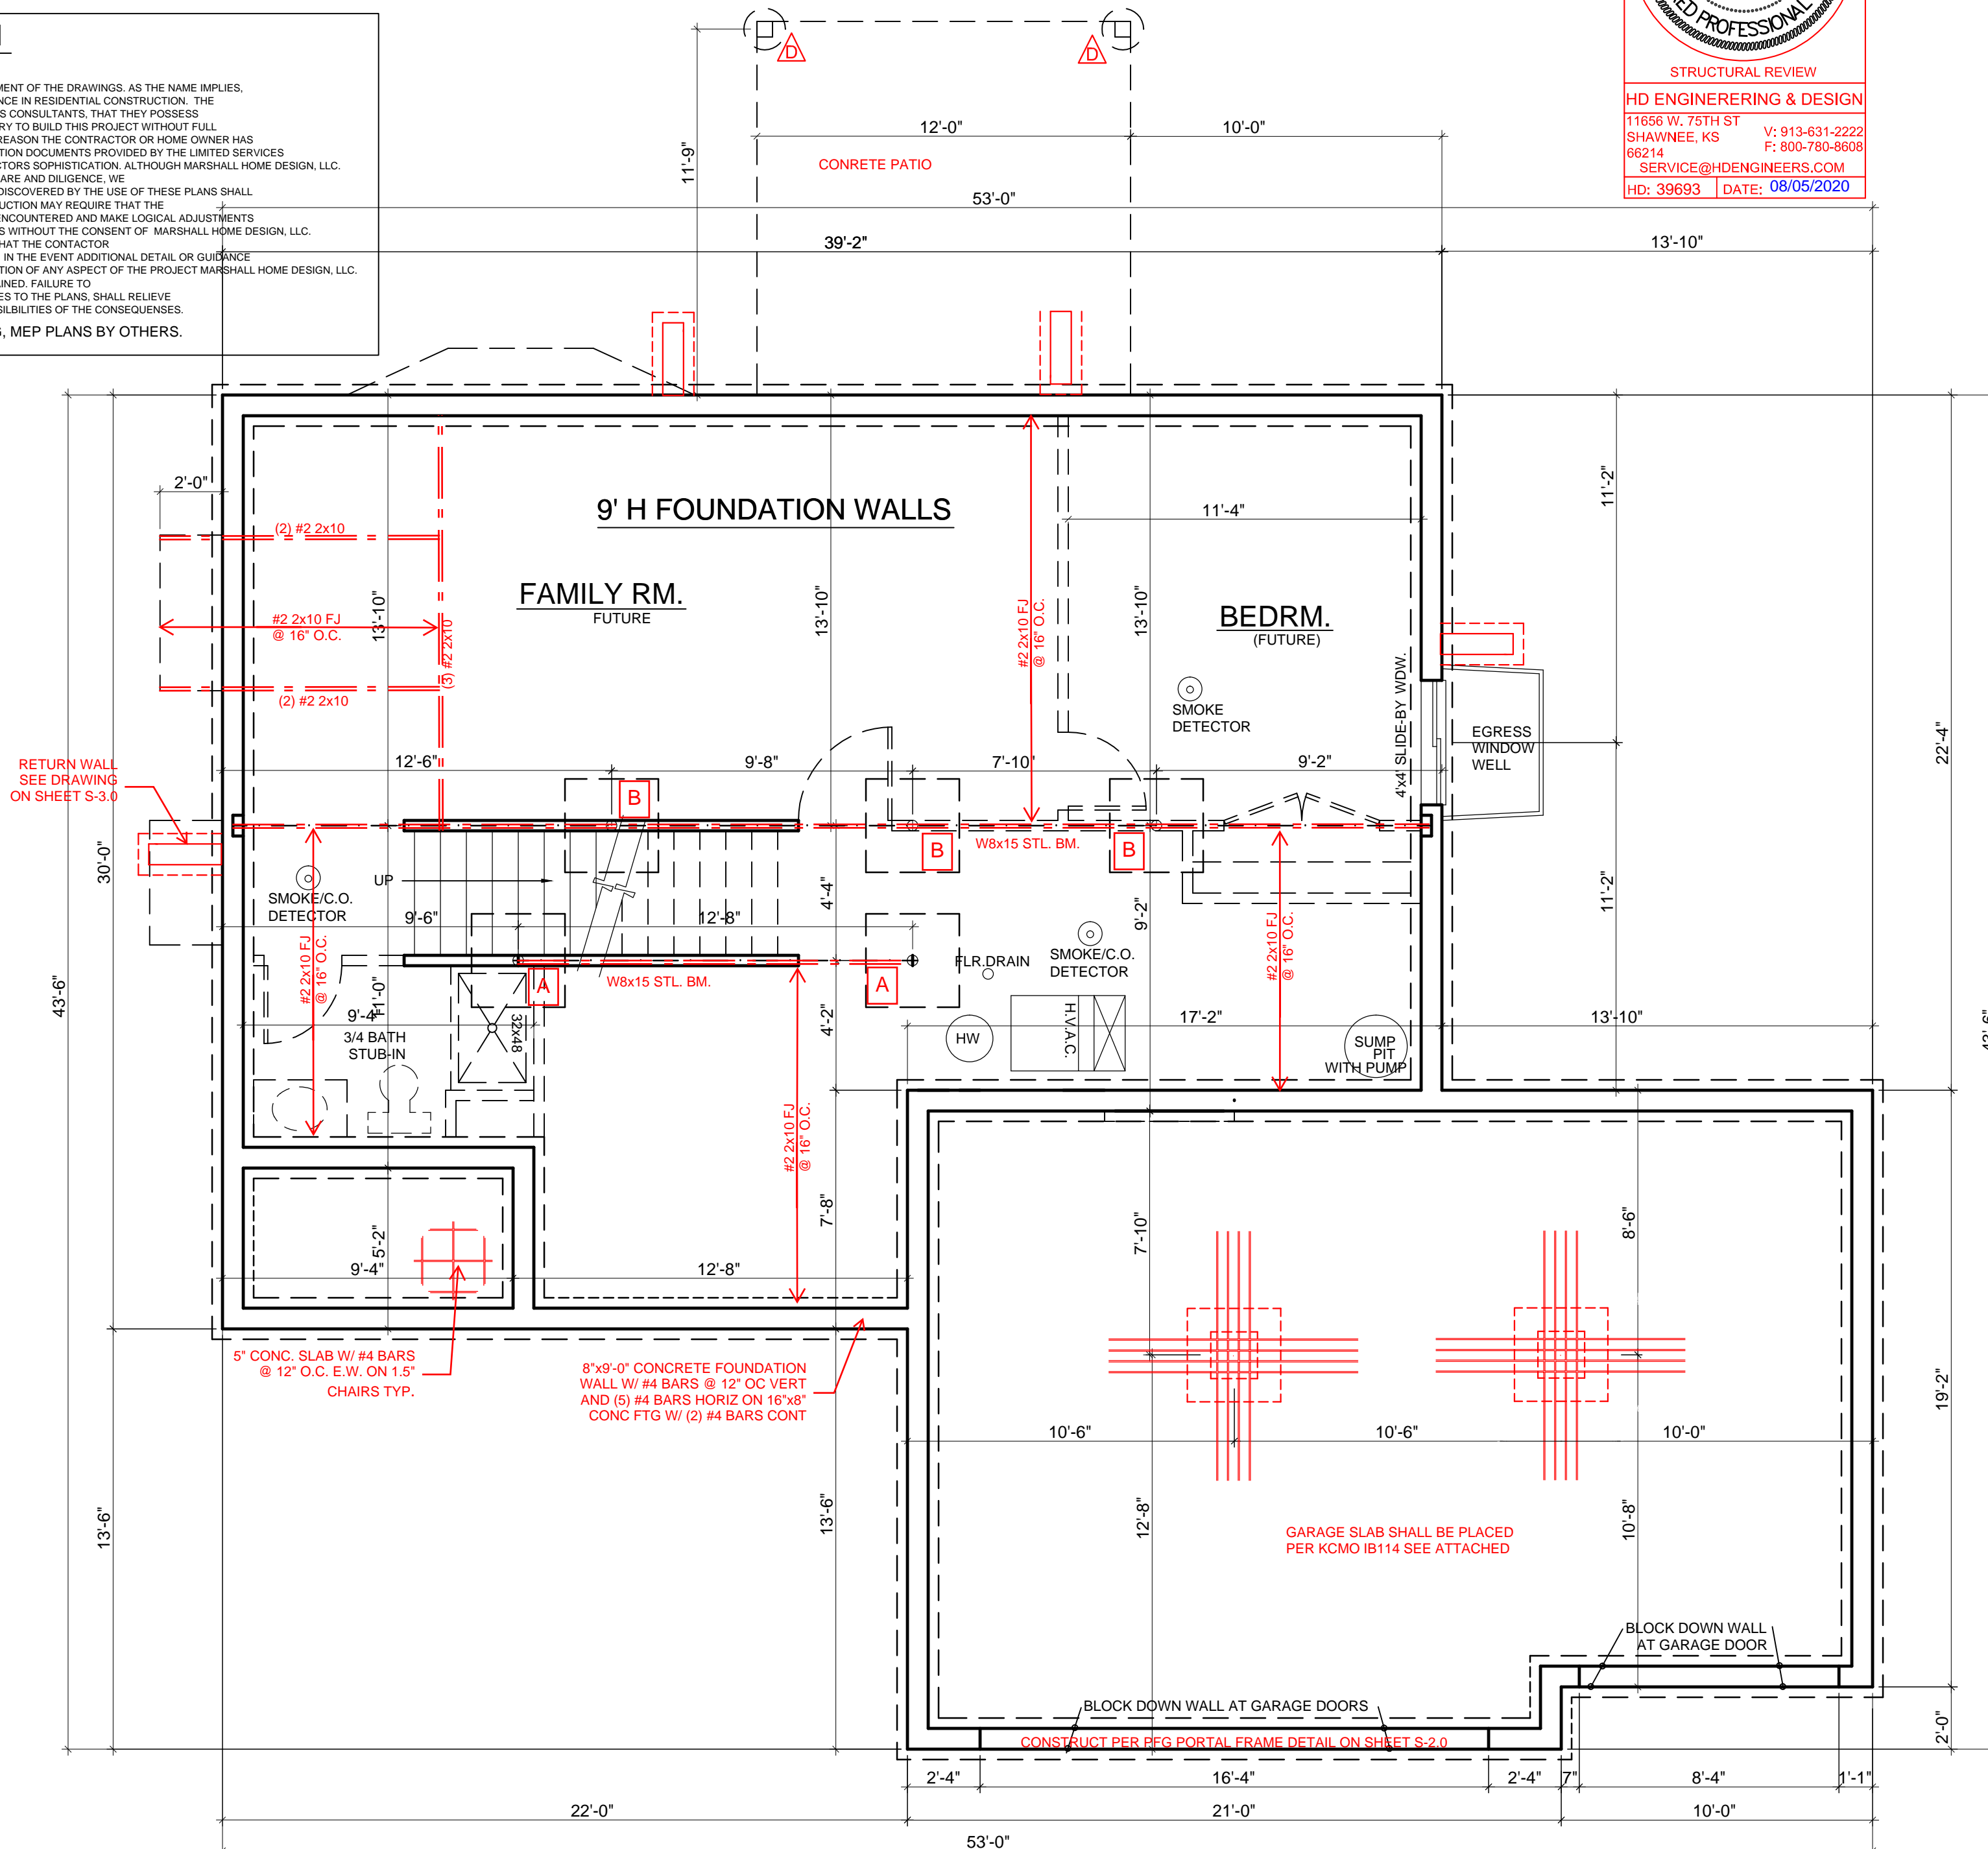 MENT OF THE DRAWINGS. AS THE NAME IMPLIES,
NCE IN RESIDENTIAL CONSTRUCTION. THE
S CONSULTANTS, THAT THEY POSSESS
RY TO BUILD THIS PROJECT WITHOUT FULL
REASON THE CONTRACTOR OR HOME OWNER HAS
TION DOCUMENTS PROVIDED BY THE LIMITED SERVICES
CTORS SOPHISTICATION. ALTHOUGH MARSHALL HOME DESIGN, LLC.
ARE AND DILIGENCE, WE
DISCOVERED BY THE USE OF THESE PLANS SHALL
UCTION MAY REQUIRE THAT THE
ENCOUNTERED AND MAKE LOGICAL ADJUSTMENTS
S WITHOUT THE CONSENT OF MARSHALL HOME DESIGN, LLC.
HAT THE CONTACTOR
IN THE EVENT ADDITIONAL DETAIL OR GUIDANCE
TION OF ANY ASPECT OF THE PROJECT MARSHALL HOME DESIGN, LLC.
AINED. FAILURE TO
ES TO THE PLANS, SHALL RELIEVE
SILBILITIES OF THE CONSEQUENSES.
, MEP PLANS BY OTHERS.
ED PROFESSIONAL
STRUCTURAL REVIEW
HD ENGINERERING & DESIGN
11656 W. 75TH ST
SHAWNEE, KS
66214
V: 913-631-2222
F: 800-780-8608
SERVICE@HDENGINEERS.COM
HD: 39693
DATE: 08/05/2020
D
D
11'-9"
12'-0"
10'-0"
CONRETE PATIO
53'-0"
39'-2"
13'-10"
2'-0"
9' H FOUNDATION WALLS
11'-4"
11'-2"
(2) #2 2x10
FAMILY RM.
FUTURE
#2 2x10 FJ
@ 16" O.C.
13'-10"
(3) #2 2x10
13'-10"
#2 2x10 FJ
@ 16" O.C.
13'-10"
BEDRM.
(FUTURE)
(2) #2 2x10
SMOKE
DETECTOR
4'x4' SLIDE-BY WDW.
EGRESS
WINDOW
WELL
22'-4"
RETURN WALL
SEE DRAWING
ON SHEET S-3.0
12'-6"
9'-8"
7'-10"
9'-2"
B
B
W8x15 STL. BM.
B
30'-0"
UP
SMOKE/C.O.
DETECTOR
9'-6"
12'-8"
4'-4"
9'-2"
11'-2"
#2 2x10 FJ
@ 16" O.C.
#2 2x10 FJ
@ 16" O.C.
FLR.DRAIN
SMOKE/C.O.
DETECTOR
43'-6"
A
W8x15 STL. BM.
A
9'-4"
11'-0"
3/4 BATH
STUB-IN
32x48
4'-2"
HW
H.V.A.C.
17'-2"
SUMP
PIT
WITH PUMP
13'-10"
43'-6"
#2 2x10 FJ
@ 16" O.C.
5'-2"
9'-4"
12'-8"
7'-8"
7'-10"
8'-6"
5" CONC. SLAB W/ #4 BARS
@ 12" O.C. E.W. ON 1.5"
CHAIRS TYP.
8"x9'-0" CONCRETE FOUNDATION
WALL W/ #4 BARS @ 12" OC VERT
AND (5) #4 BARS HORIZ ON 16"x8"
CONC FTG W/ (2) #4 BARS CONT
19'-2"
10'-6"
10'-6"
10'-0"
13'-6"
13'-6"
12'-8"
10'-8"
GARAGE SLAB SHALL BE PLACED
PER KCMO IB114 SEE ATTACHED
BLOCK DOWN WALL
AT GARAGE DOOR
BLOCK DOWN WALL AT GARAGE DOORS
CONSTRUCT PER PFG PORTAL FRAME DETAIL ON SHEET S-2.0
2'-0"
2'-4"
16'-4"
2'-4"
7"
8'-4"
1'-1"
22'-0"
21'-0"
10'-0"
53'-0"